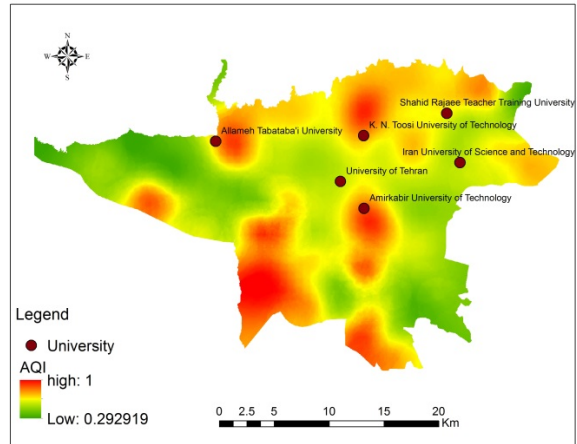 N
W E
S
Shahid Rajaee Teacher Training University
K. N. Toosi University of Technology
Allameh Tabataba'i University
Iran University of Science and Technology
University of Tehran
Amirkabir University of Technology
Legend
University
AQI
high: 1
Low: 0.292919
0 2.5 5 10 15 20
Km